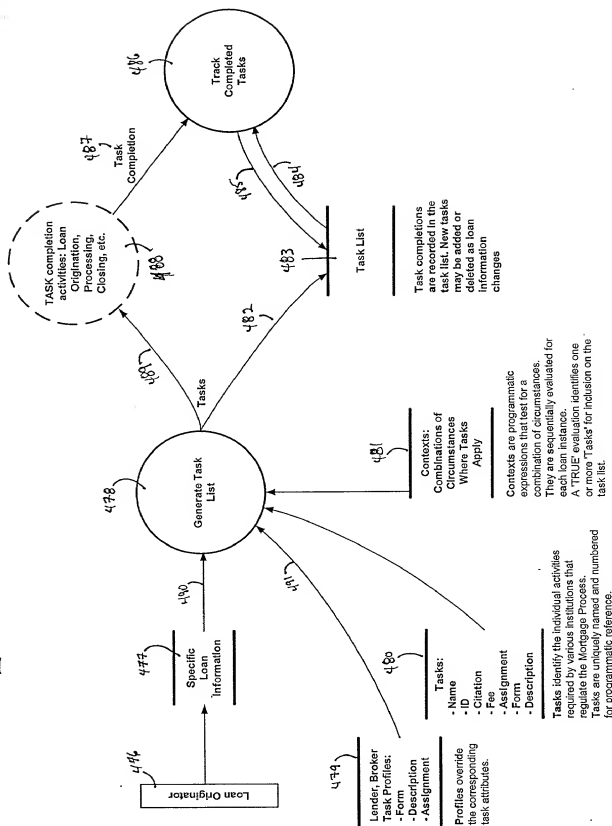 476
Loan Originator
477
Specific
Loan
Information
490
478
Generate Task
List
489
Tasks
482
TASK completion
activities: Loan
Origination,
Processing,
Closing, etc.
488
487
Task
Completion
486
Track
Completed
Tasks
485
484
483
Task List
Task completions
are recorded in the
task list. New tasks
may be added or
deleted as loan
information
changes
479
Lender, Broker
Task Profiles:
- Form
- Description
- Assignment
Profiles override
the corresponding
task attributes.
491
480
Tasks:
- Name
- ID
- Citation
- Fee
- Assignment
- Form
- Description
Tasks identify the individual activities
required by various institutions that
regulate the Mortgage Process.
Tasks are uniquely named and numbered
for programmatic reference.
481
Contexts:
Combinations of
Circumstances
Where Tasks
Apply
Contexts are programmatic
expressions that test for a
combination of circumstances.
They are sequentially evaluated for
each loan instance.
A 'TRUE' evaluation identifies one
or more 'Tasks' for inclusion on the
task list.